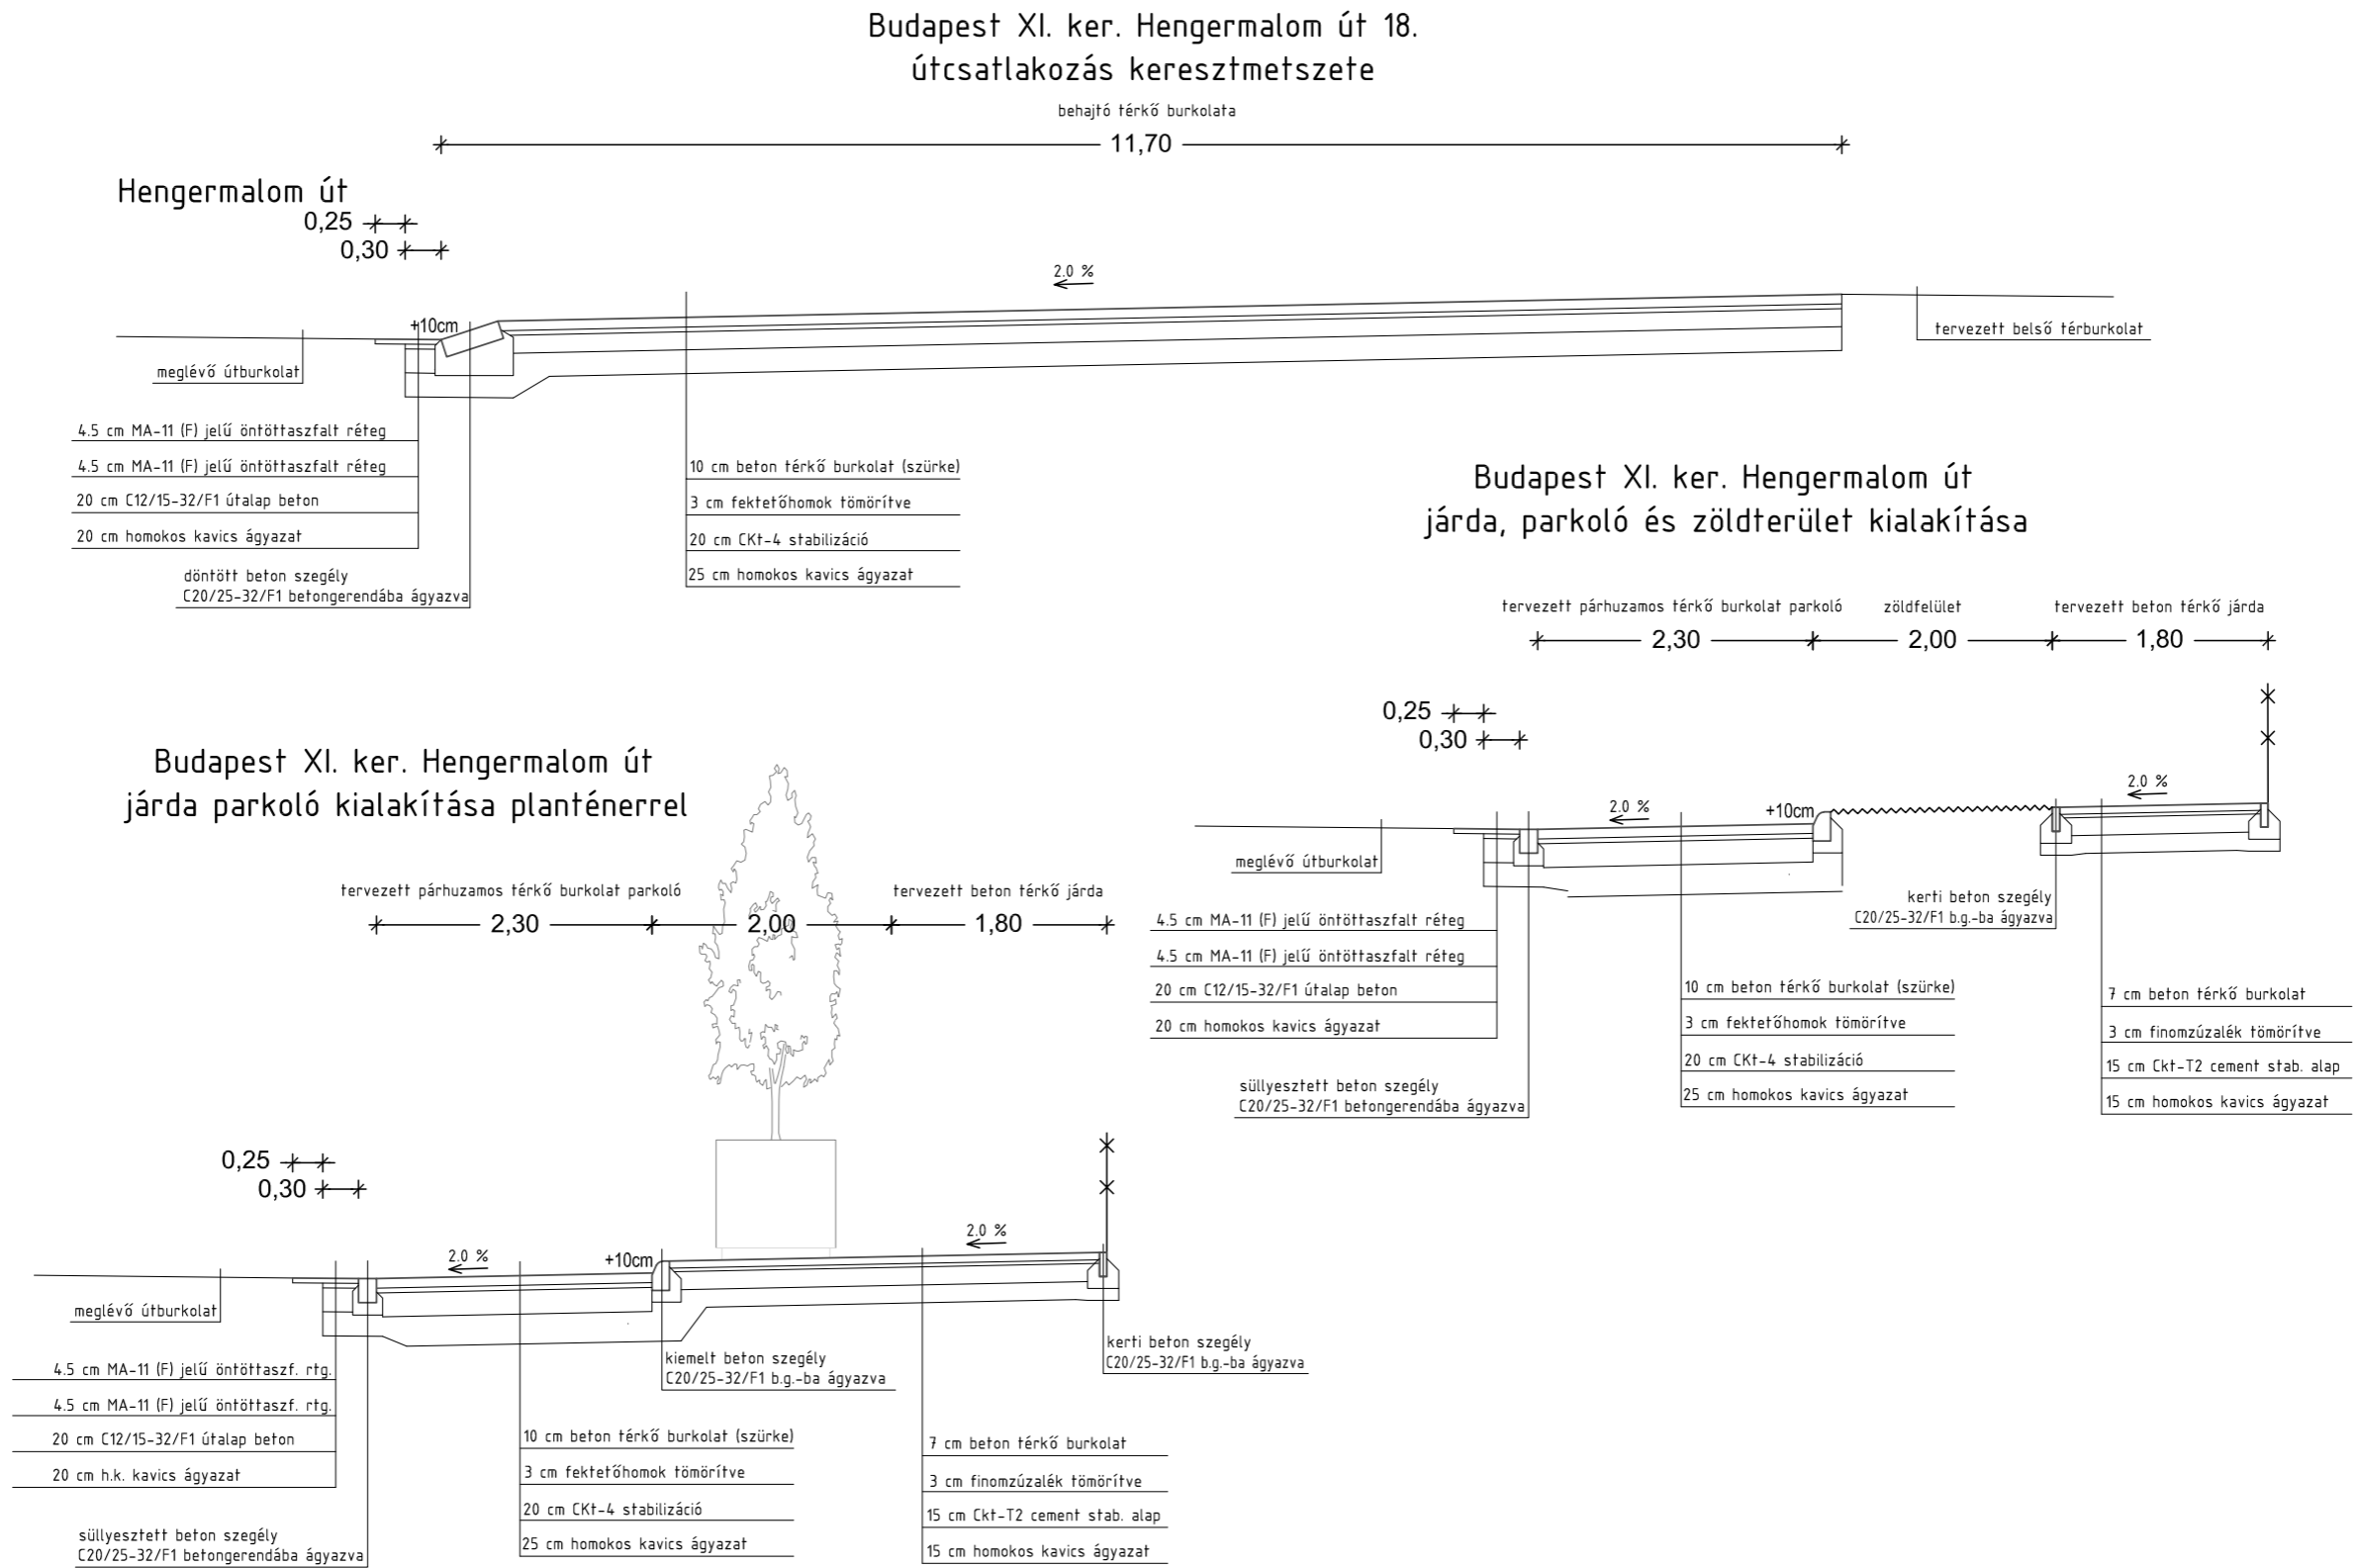 Budapest XI. ker. Hengermalom út 18.
útcsatlakozás keresztmetszete
behajtó térkő burkolata
11,70
Hengermalom út
0,25
0,30
2.0 %
+10cm
meglévő útburkolat
tervezett belső térburkolat
4.5 cm MA-11 (F) jelű öntöttaszfalt réteg
4.5 cm MA-11 (F) jelű öntöttaszfalt réteg
20 cm C12/15-32/F1 útalap beton
20 cm homokos kavics ágyazat
döntött beton szegély
C20/25-32/F1 betongerendába ágyazva
10 cm beton térkő burkolat (szürke)
3 cm fektetőhomok tömörítve
20 cm CKt-4 stabilizáció
25 cm homokos kavics ágyazat
Budapest XI. ker. Hengermalom út
járda, parkoló és zöldterület kialakítása
tervezett párhuzamos térkő burkolat parkoló
zöldfelület
tervezett beton térkő járda
2,30
2,00
1,80
0,25
0,30
2.0 %
+10cm
2.0 %
meglévő útburkolat
kerti beton szegély
C20/25-32/F1 b.g.-ba ágyazva
4.5 cm MA-11 (F) jelű öntöttaszfalt réteg
4.5 cm MA-11 (F) jelű öntöttaszfalt réteg
20 cm C12/15-32/F1 útalap beton
20 cm homokos kavics ágyazat
süllyesztett beton szegély
C20/25-32/F1 betongerendába ágyazva
10 cm beton térkő burkolat (szürke)
3 cm fektetőhomok tömörítve
20 cm CKt-4 stabilizáció
25 cm homokos kavics ágyazat
7 cm beton térkő burkolat
3 cm finomzúzalék tömörítve
15 cm Ckt-T2 cement stab. alap
15 cm homokos kavics ágyazat
Budapest XI. ker. Hengermalom út
járda parkoló kialakítása planténerrel
tervezett párhuzamos térkő burkolat parkoló
tervezett beton térkő járda
2,30
2,00
1,80
0,25
0,30
2.0 %
+10cm
2.0 %
meglévő útburkolat
4.5 cm MA-11 (F) jelű öntöttaszf. rtg.
4.5 cm MA-11 (F) jelű öntöttaszf. rtg.
20 cm C12/15-32/F1 útalap beton
20 cm h.k. kavics ágyazat
süllyesztett beton szegély
C20/25-32/F1 betongerendába ágyazva
10 cm beton térkő burkolat (szürke)
3 cm fektetőhomok tömörítve
20 cm CKt-4 stabilizáció
25 cm homokos kavics ágyazat
kiemelt beton szegély
C20/25-32/F1 b.g.-ba ágyazva
7 cm beton térkő burkolat
3 cm finomzúzalék tömörítve
15 cm Ckt-T2 cement stab. alap
15 cm homokos kavics ágyazat
kerti beton szegély
C20/25-32/F1 b.g.-ba ágyazva